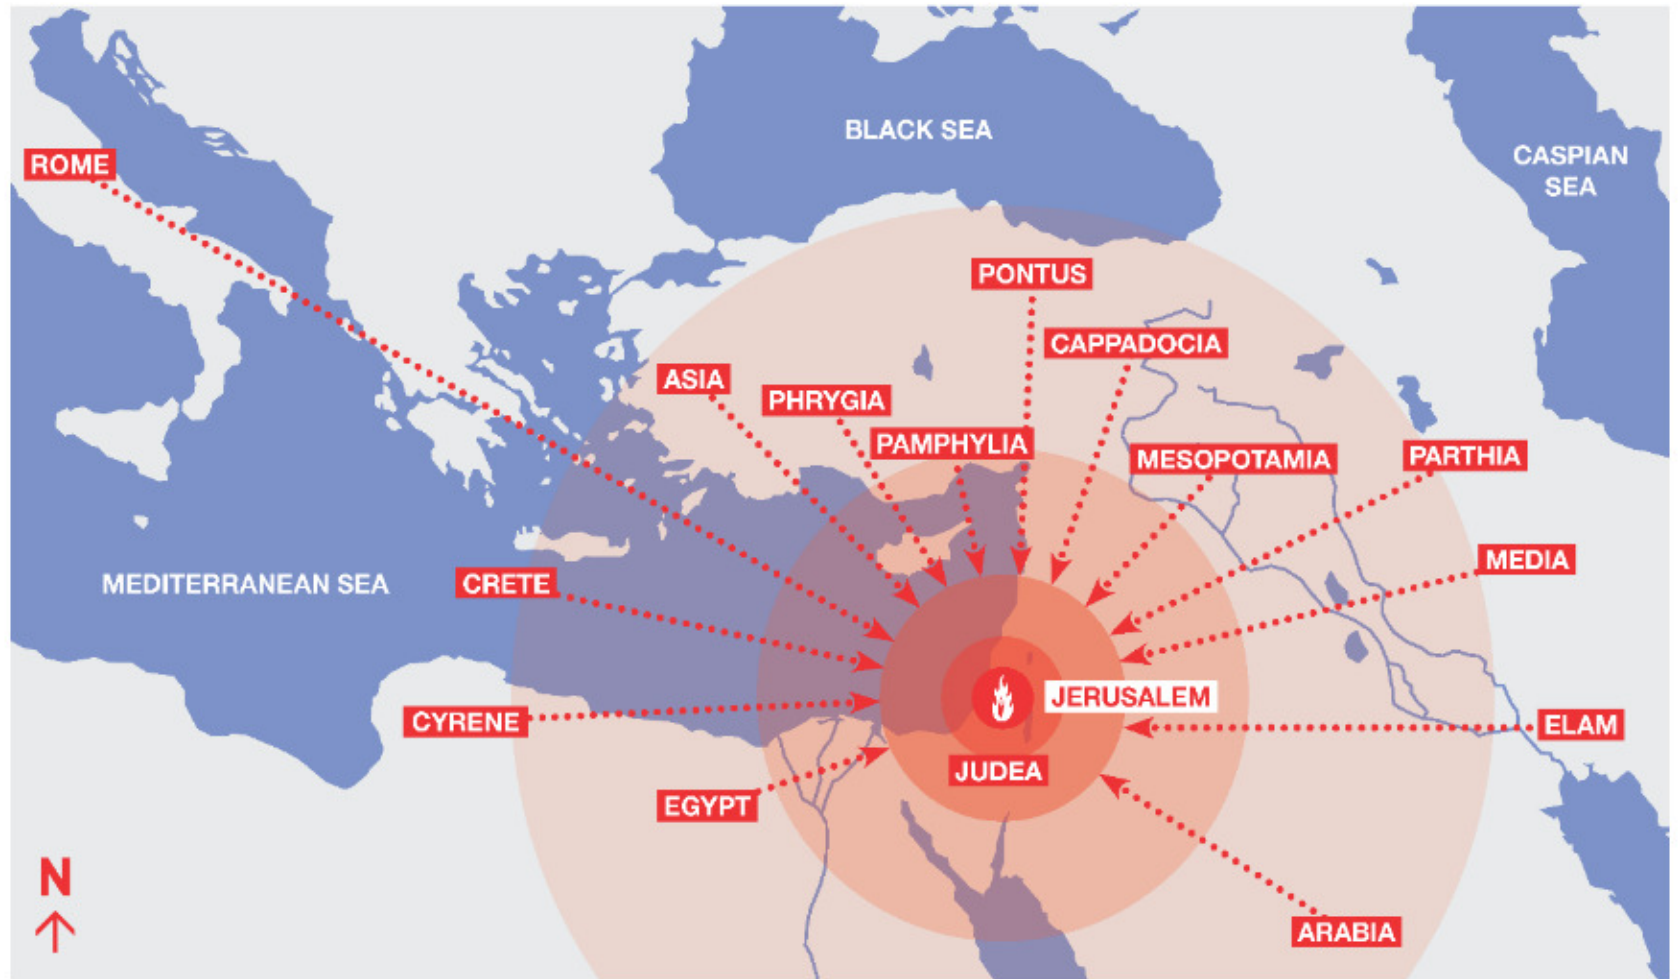 BLACK SEA
CASPIAN
SEA
ROME
PONTUS
CAPPADOCIA
ASIA
PHRYGIA
PAMPHYLIA
MESOPOTAMIA
PARTHIA
MEDIA
MEDITERRANEAN SEA
CRETE
JERUSALEM
CYRENE
ELAM
JUDEA
EGYPT
N
ARABIA